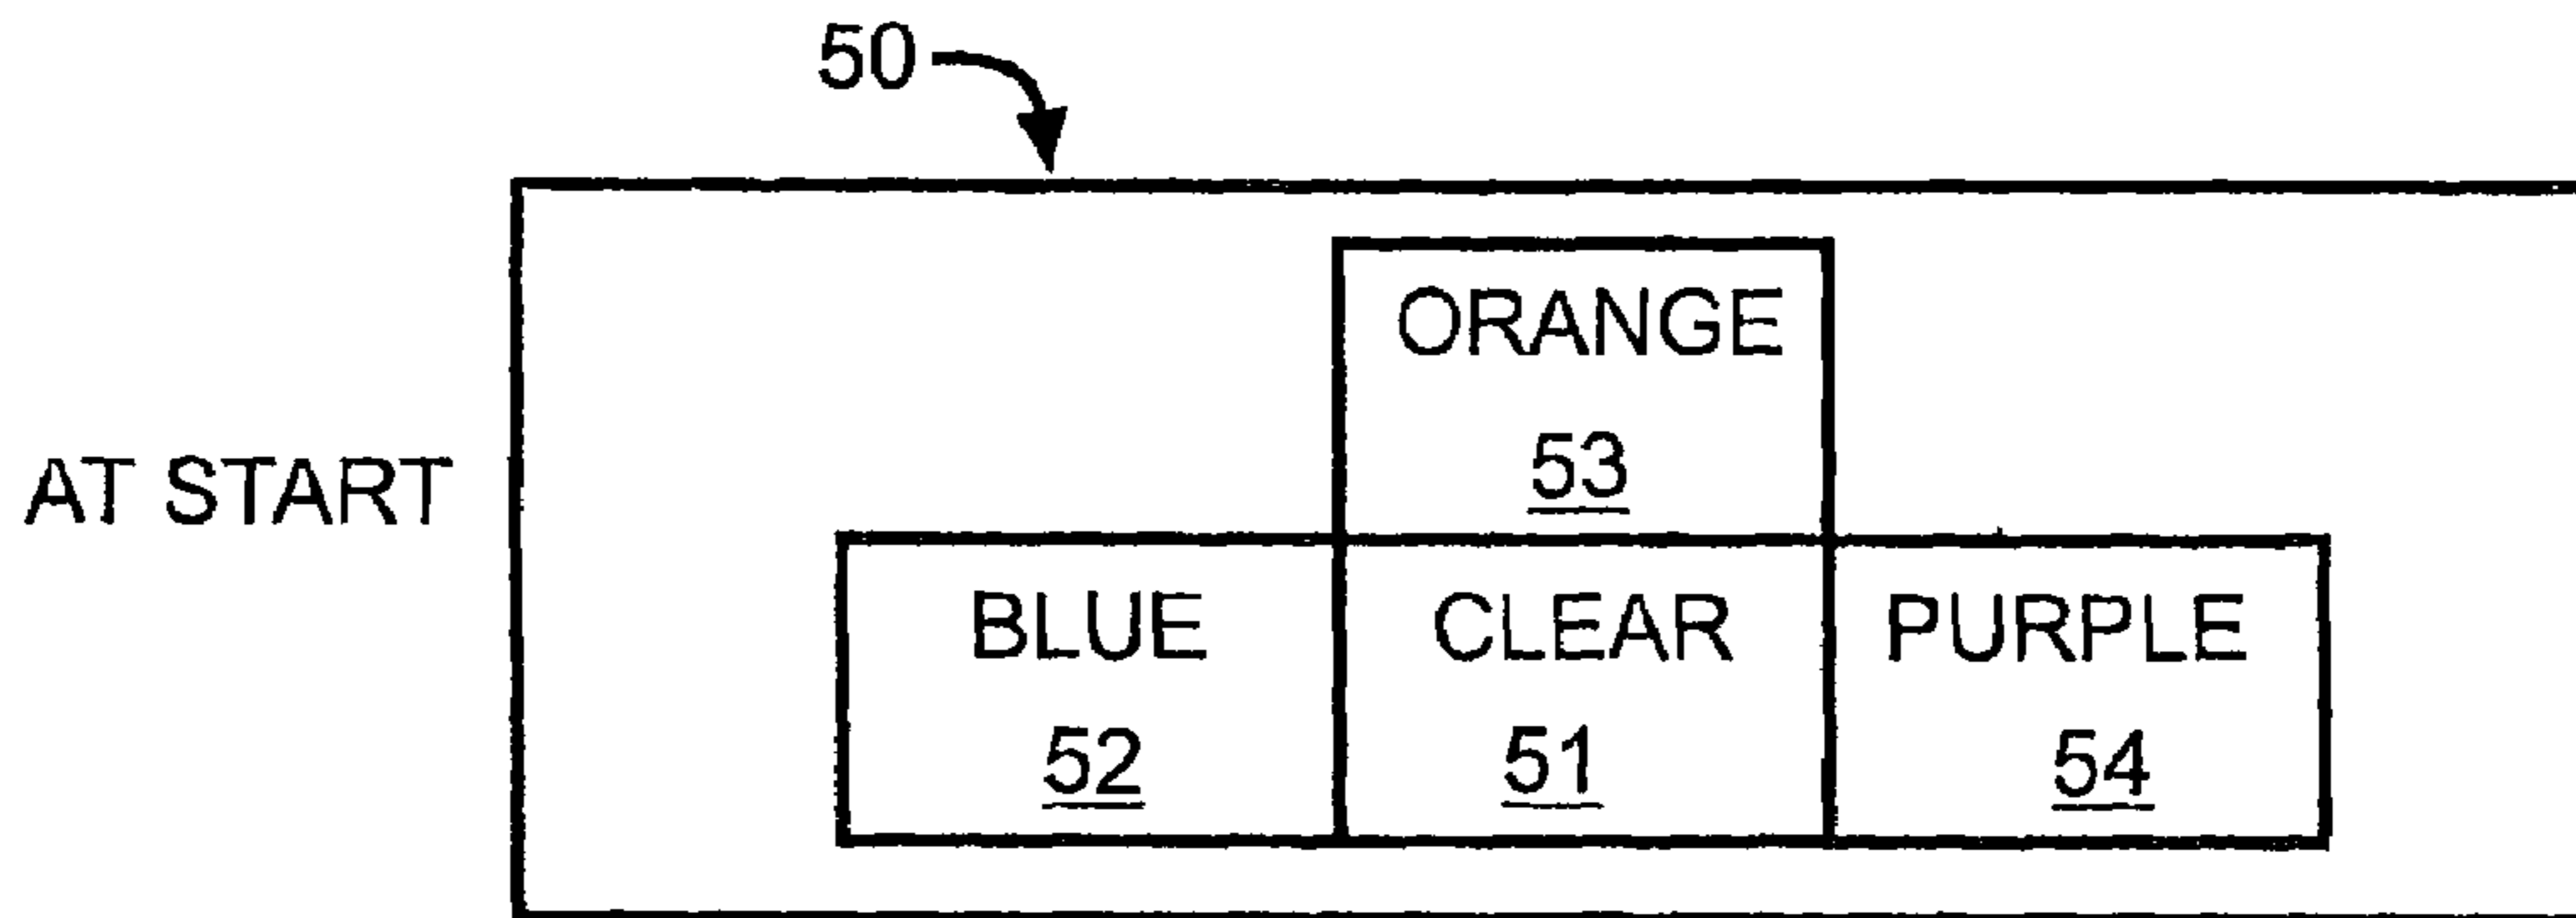 50
ORANGE
53
AT START
BLUE CLEAR PURPLE
52 51 54